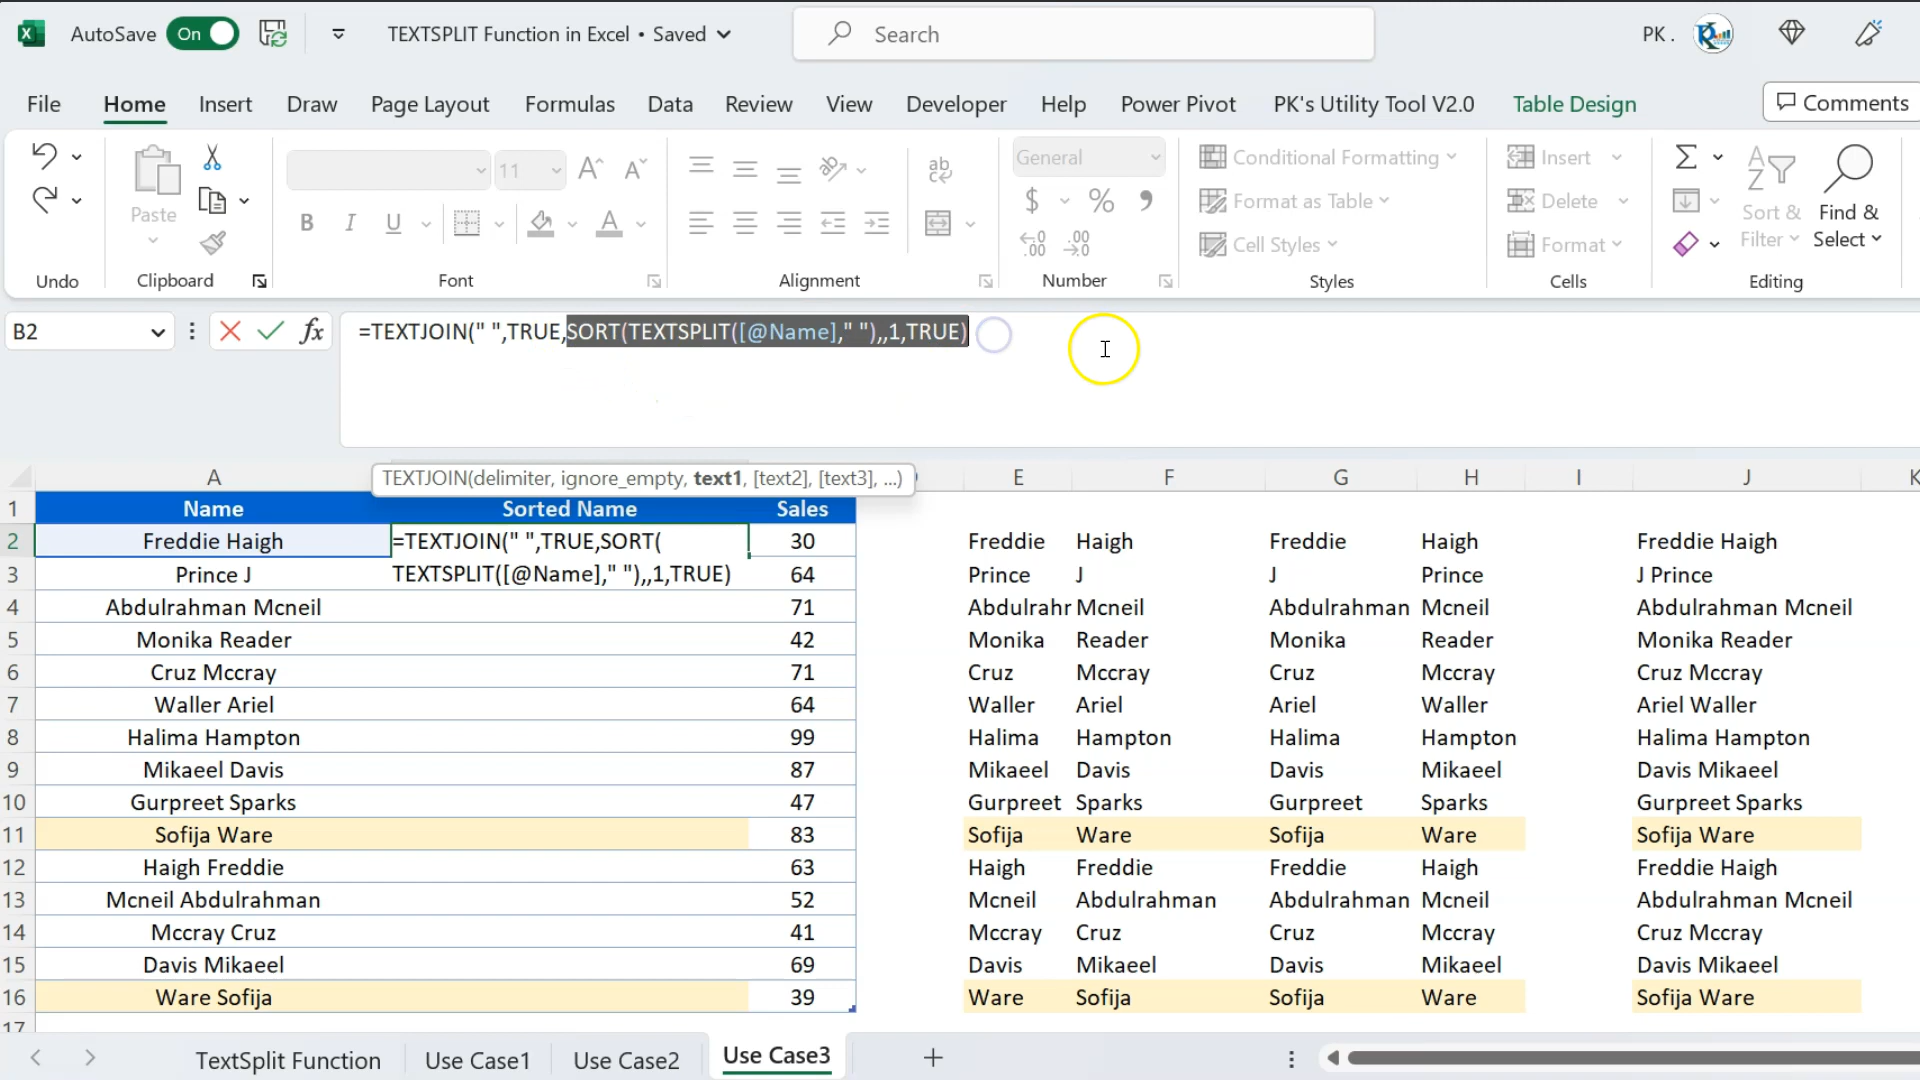 AutoSave On TEXTSPLIT Function in Excel • Saved Search PK .
File Home Insert Draw Page Layout Formulas Data Review View Developer Help Power Pivot PK's Utility Tool V2.0 Table Design Comments
Paste
Undo
Clipboard
11
B I U A
Font
ab
Alignment
General
$ % ,
Number
Conditional Formatting
Format as Table
Cell Styles
Styles
Insert
Delete
Format
Cells
Sort & Filter
Find & Select
Editing
B2 fx =TEXTJOIN(" ",TRUE,SORT(TEXTSPLIT([@Name]," "),,1,TRUE)
TEXTJOIN(delimiter, ignore_empty, text1, [text2], [text3], ...)
A E F G H I J K
1 Name Sorted Name Sales
2 Freddie Haigh =TEXTJOIN(" ",TRUE,SORT( 30 Freddie Haigh Freddie Haigh Freddie Haigh
3 Prince J TEXTSPLIT([@Name]," "),,1,TRUE) 64 Prince J J Prince J Prince
4 Abdulrahman Mcneil 71 Abdulrahr Mcneil Abdulrahman Mcneil Abdulrahman Mcneil
5 Monika Reader 42 Monika Reader Monika Reader Monika Reader
6 Cruz Mccray 71 Cruz Mccray Cruz Mccray Cruz Mccray
7 Waller Ariel 64 Waller Ariel Ariel Waller Ariel Waller
8 Halima Hampton 99 Halima Hampton Halima Hampton Halima Hampton
9 Mikaeel Davis 87 Mikaeel Davis Davis Mikaeel Davis Mikaeel
10 Gurpreet Sparks 47 Gurpreet Sparks Gurpreet Sparks Gurpreet Sparks
11 Sofija Ware 83 Sofija Ware Sofija Ware Sofija Ware
12 Haigh Freddie 63 Haigh Freddie Freddie Haigh Freddie Haigh
13 Mcneil Abdulrahman 52 Mcneil Abdulrahman Abdulrahman Mcneil Abdulrahman Mcneil
14 Mccray Cruz 41 Mccray Cruz Cruz Mccray Cruz Mccray
15 Davis Mikaeel 69 Davis Mikaeel Davis Mikaeel Davis Mikaeel
16 Ware Sofija 39 Ware Sofija Sofija Ware Sofija Ware
17
TextSplit Function Use Case1 Use Case2 Use Case3